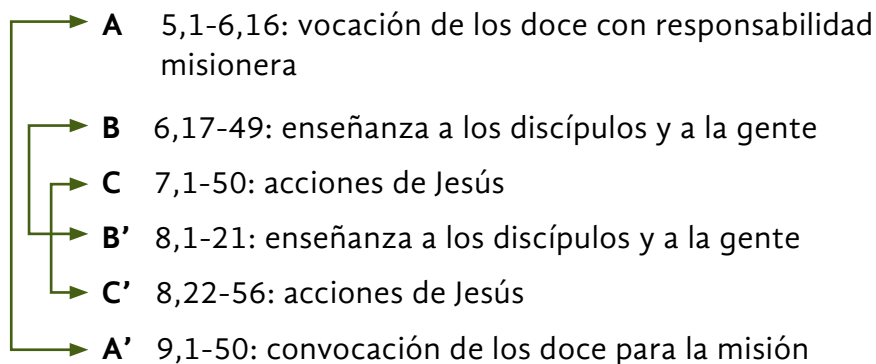 A 5,1-6,16: vocación de los doce con responsabilidad
misionera
B 6,17-49: enseñanza a los discípulos y a la gente
C 7,1-50: acciones de Jesús
B’ 8,1-21: enseñanza a los discípulos y a la gente
C’ 8,22-56: acciones de Jesús
A’ 9,1-50: convocación de los doce para la misión